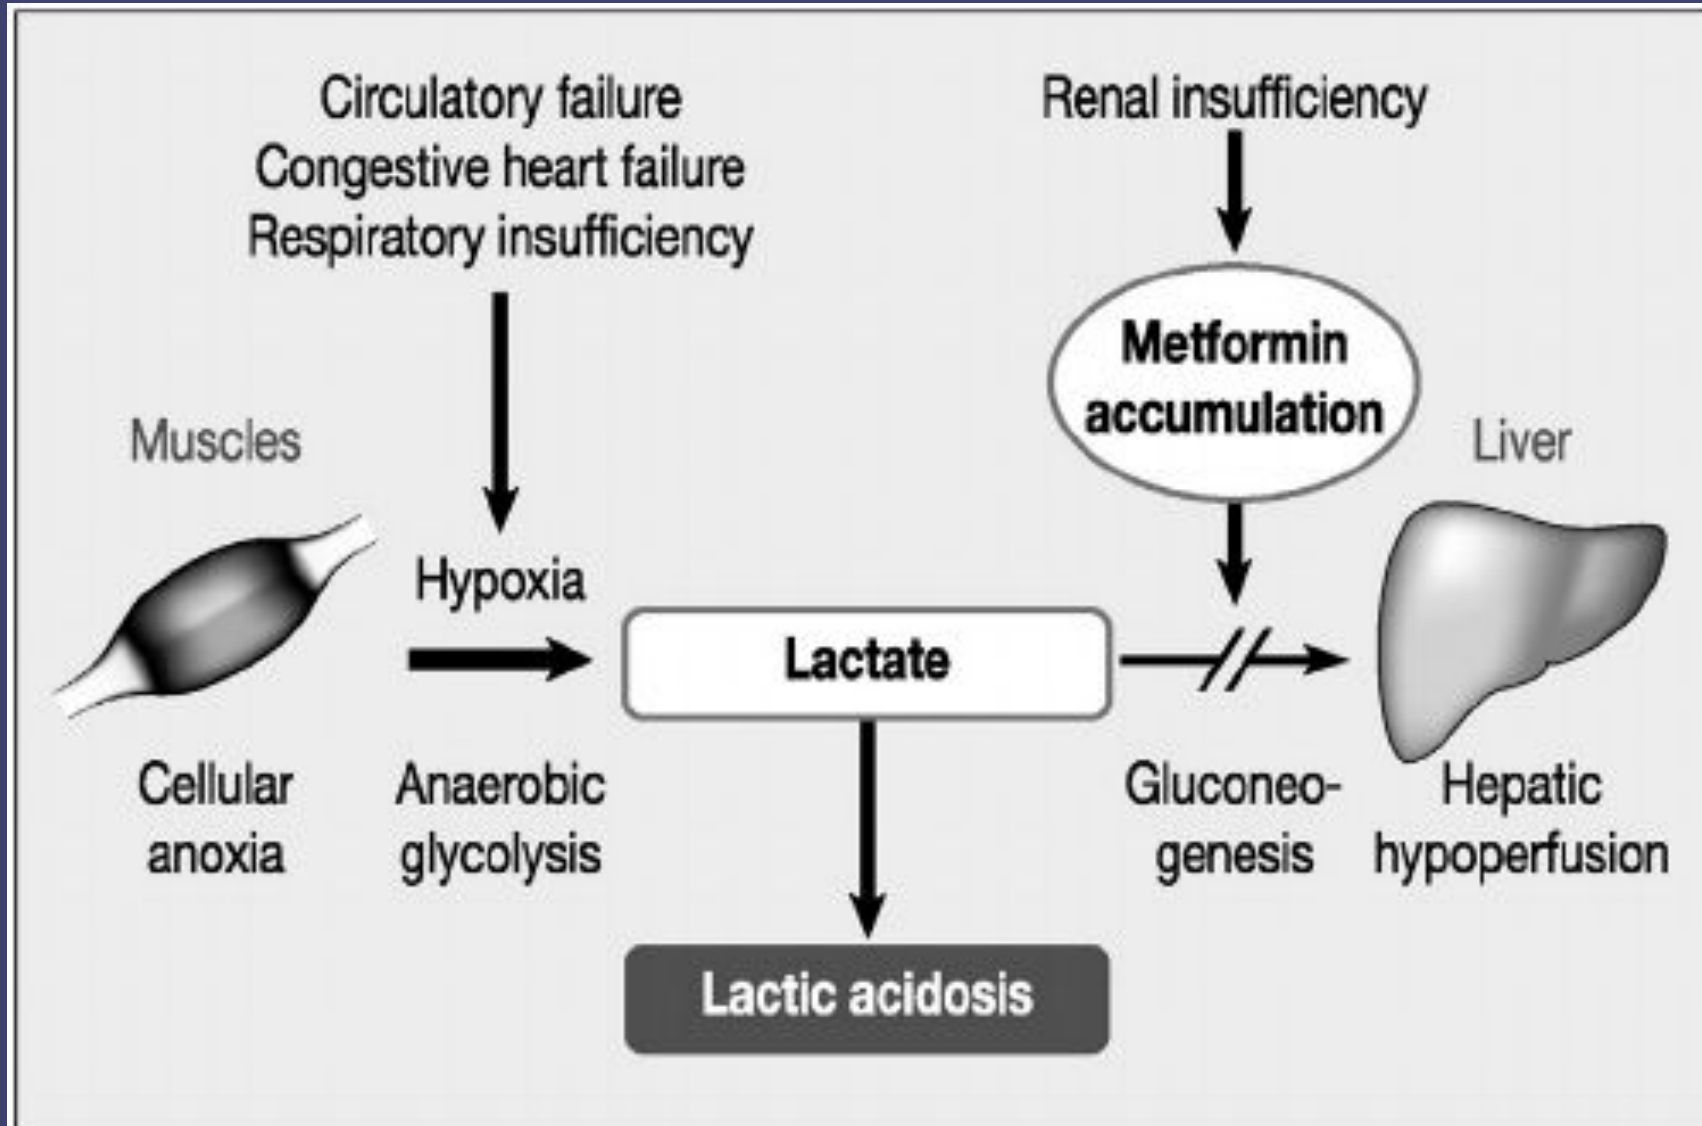 Circulatory failure
Congestive heart failure
Respiratory insufficiency
Renal insufficiency
Metformin
accumulation
Muscles
Liver
Hypoxia
Lactate
Cellular
anoxia
Anaerobic
glycolysis
Gluconeo-
genesis
Hepatic
hypoperfusion
Lactic acidosis